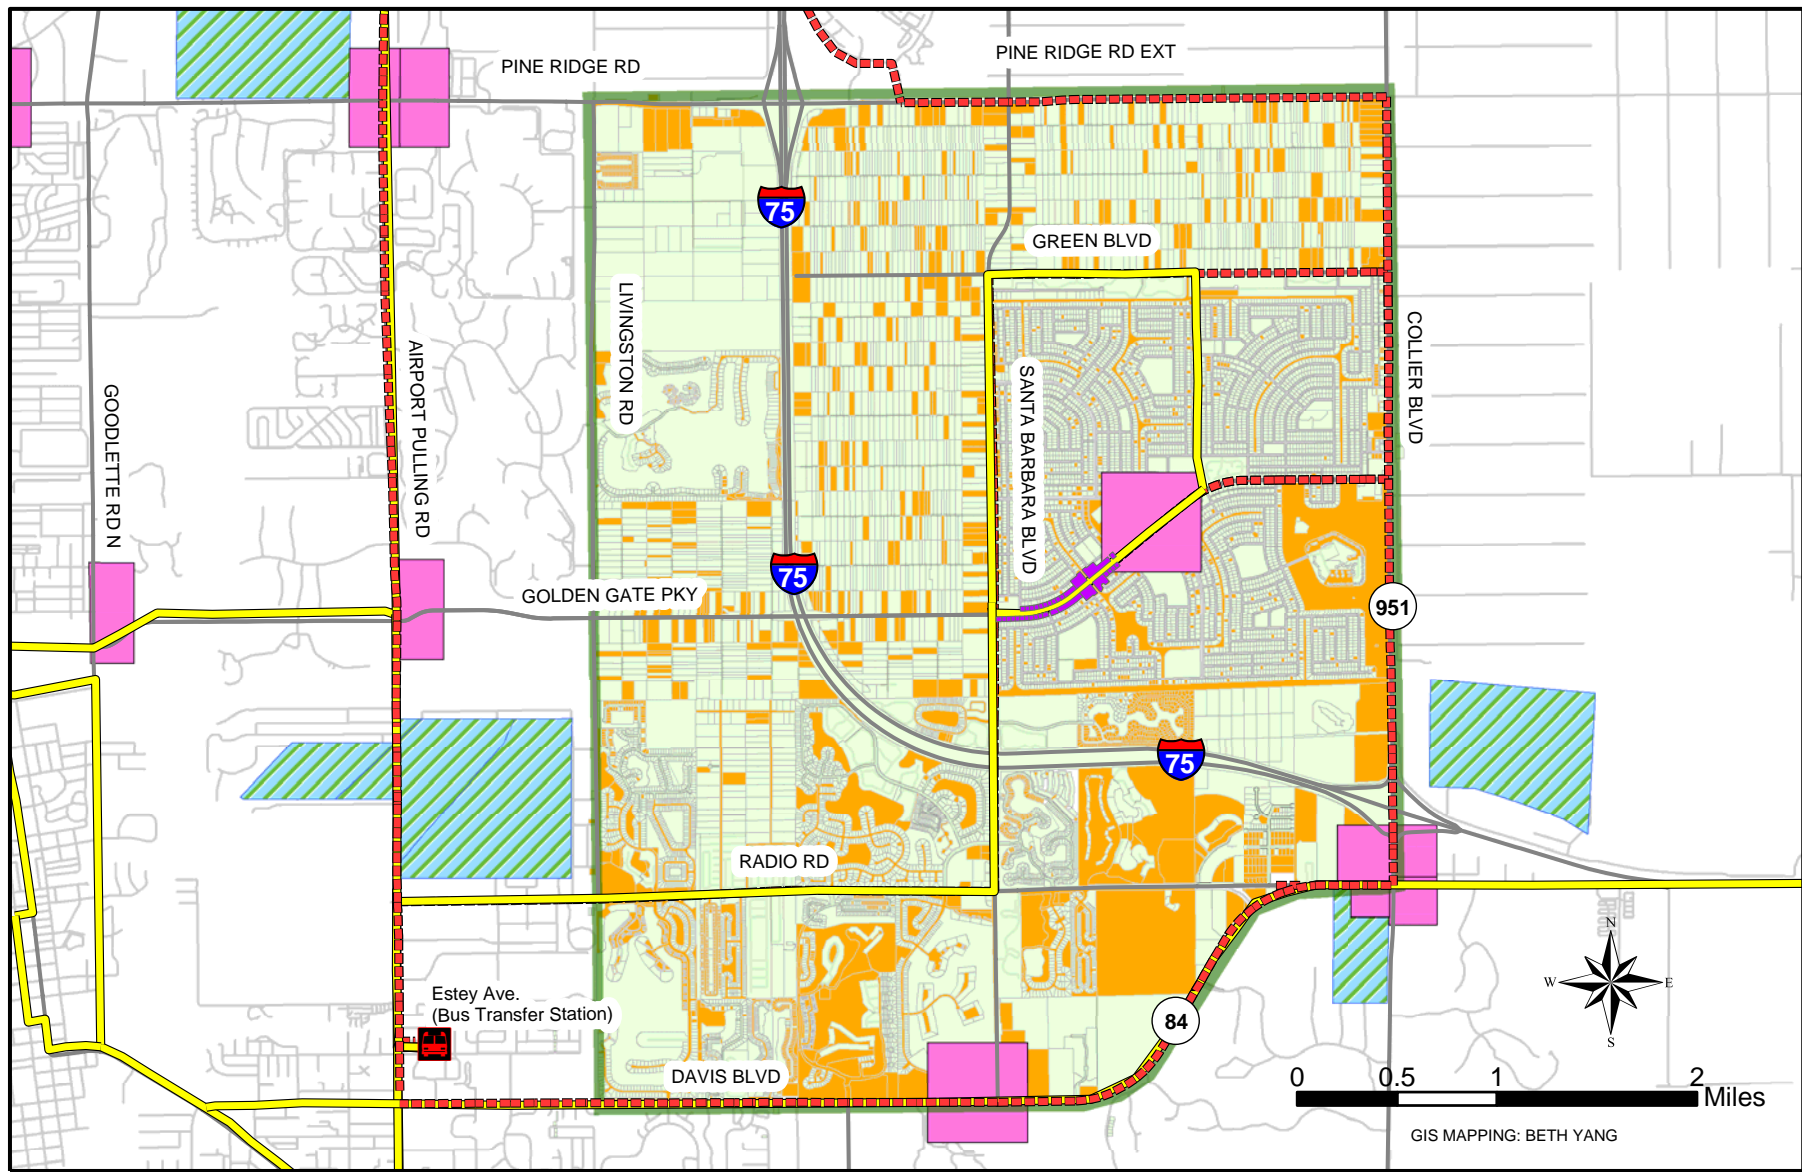 PINE RIDGE RD EXT
PINE RIDGE RD
75
GREEN BLVD
LIVINGSTON RD
COLLIER BLVD
AIRPORT PULLING RD
SANTA BARBARA BLVD
GOODLETTE RD N
75
GOLDEN GATE PKY
951
75
RADIO RD
N
W
E
S
Estey Ave.
(Bus Transfer Station)
84
DAVIS BLVD
0 0.5 1 2
Miles
GIS MAPPING: BETH YANG